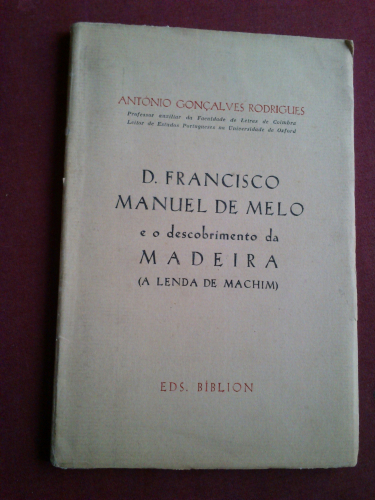 ANTÓNIO GONÇALVES RODRIGUES
Professor auxiliar da Faculdade de Letras de Coimbra
Leitor de Estudos Portugueses na Universidade de Oxford
D. FRANCISCO
MANUEL DE MELO
e o descobrimento da
MADEIRA
(A LENDA DE MACHIM)
EDS. BÍBLION